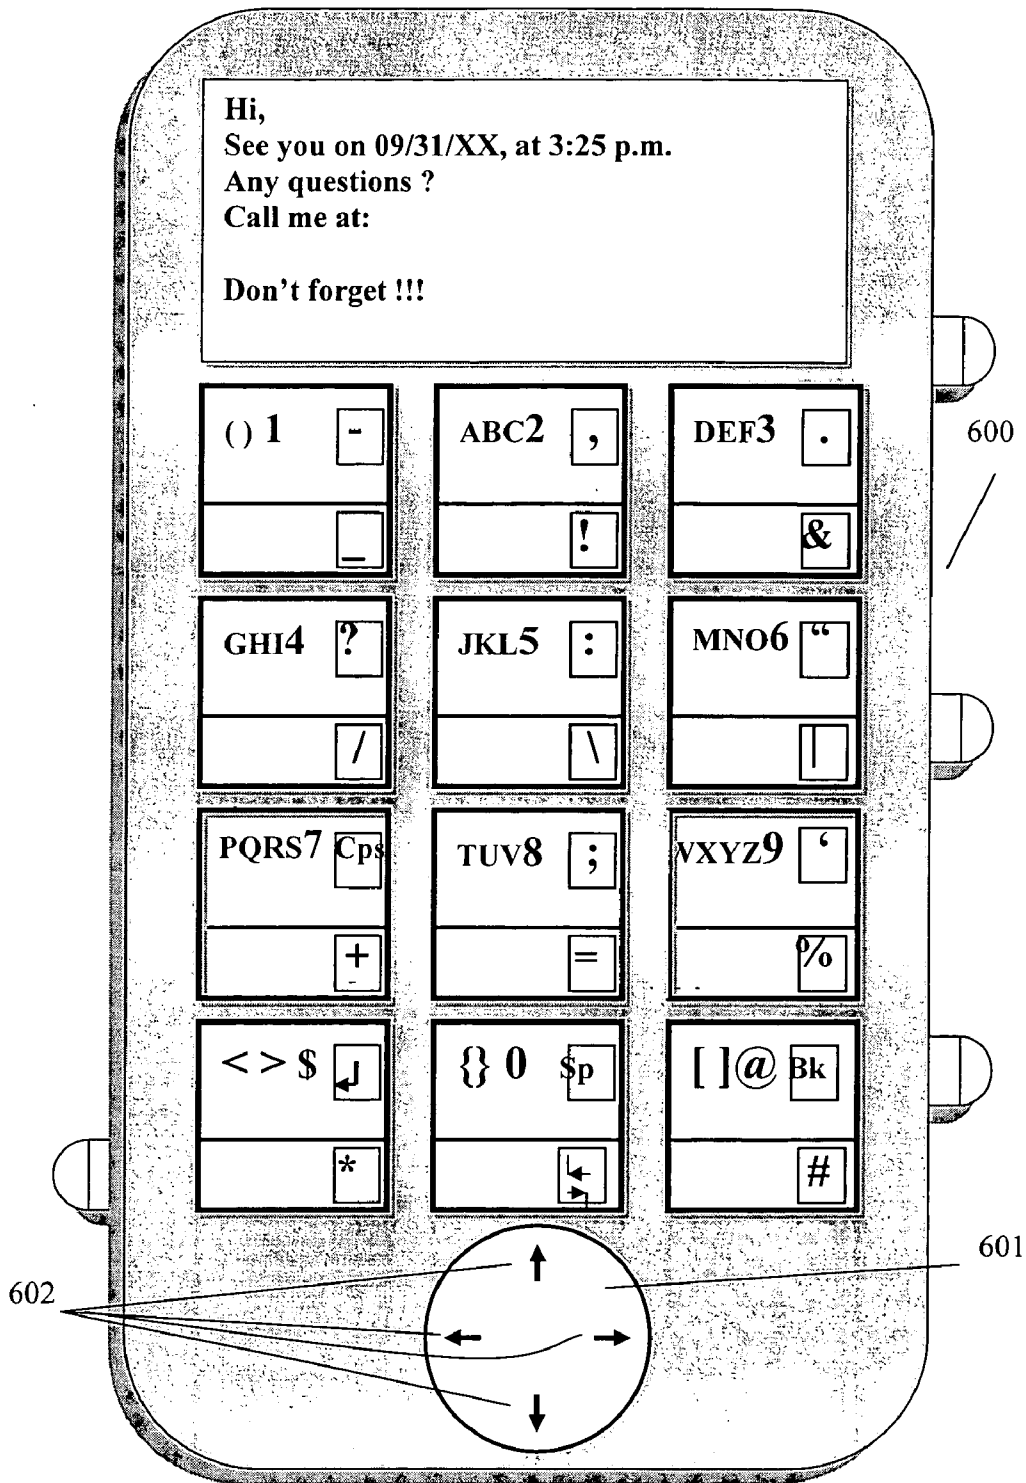 Hi,
See you on 09/31/XX, at 3:25 p.m.
Any questions ?
Call me at:
Don't forget !!!
( ) 1 -
ABC2 ,
DEF3 .
600
_
!
&
GHI4 ?
JKL5 :
MNO6 “
/
\
|
PQRS7 Cps
TUV8 ;
WXYZ9 ‘
+
=
%
< > $ ↲
{} 0 Sp
[ ]@ Bk
*
#
601
602